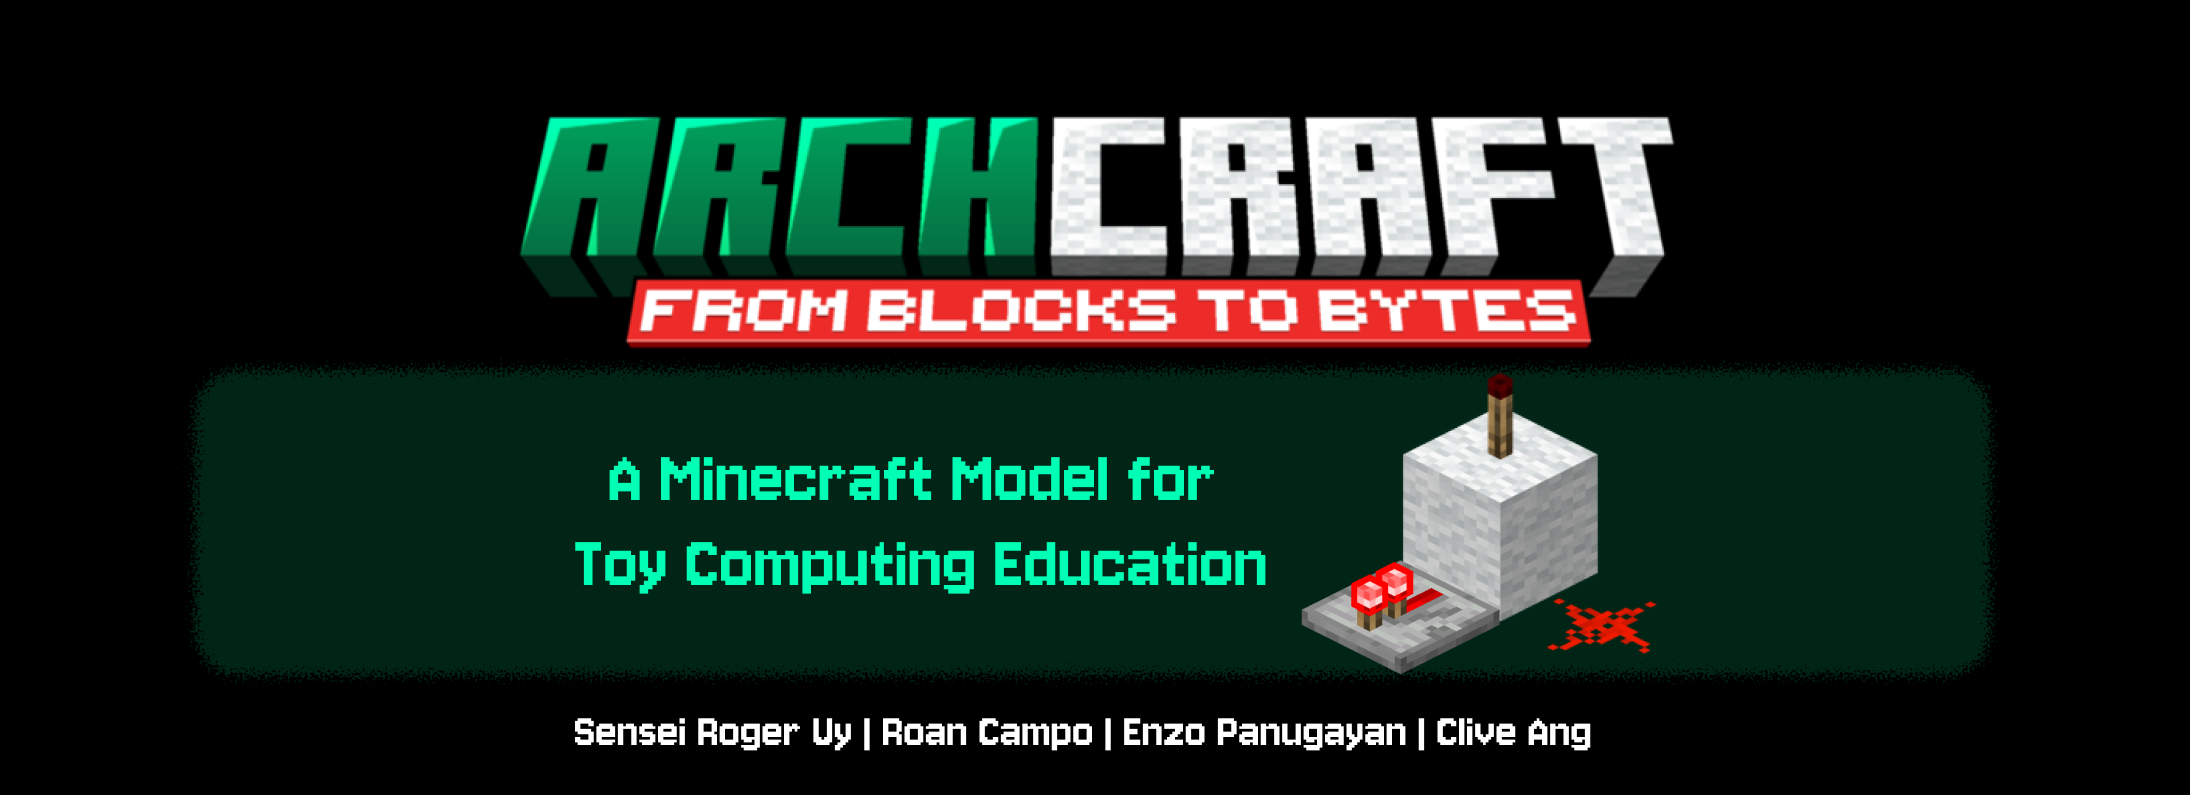 ARCHCRAFT
FROM BLOCKS TO BYTES
A Minecraft Model for
Toy Computing Education
Sensei Roger Uy | Roan Campo | Enzo Panugayan | Clive Ang